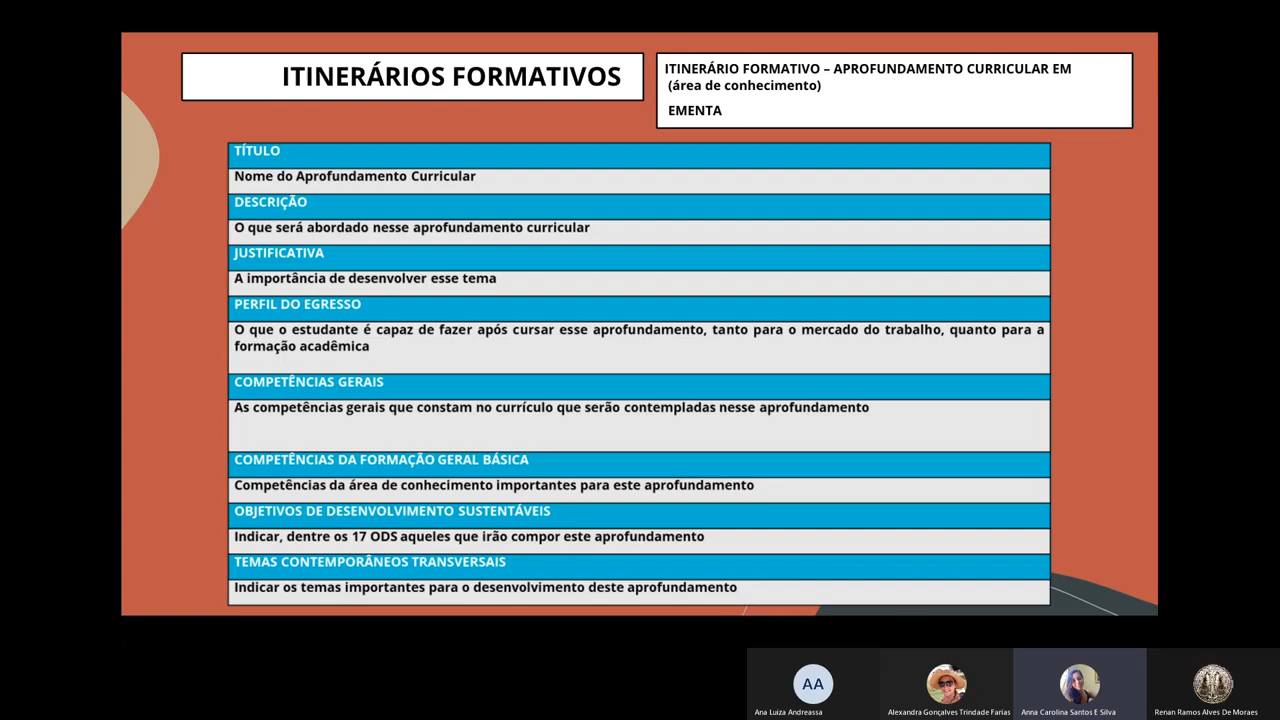 ITINERÁRIOS FORMATIVOS
ITINERÁRIO FORMATIVO – APROFUNDAMENTO CURRICULAR EM
(área de conhecimento)
EMENTA
TÍTULO
Nome do Aprofundamento Curricular
DESCRIÇÃO
O que será abordado nesse aprofundamento curricular
JUSTIFICATIVA
A importância de desenvolver esse tema
PERFIL DO EGRESSO
O que o estudante é capaz de fazer após cursar esse aprofundamento, tanto para o mercado do trabalho, quanto para a
formação acadêmica
COMPETÊNCIAS GERAIS
As competências gerais que constam no currículo que serão contempladas nesse aprofundamento
COMPETÊNCIAS DA FORMAÇÃO GERAL BÁSICA
Competências da área de conhecimento importantes para este aprofundamento
OBJETIVOS DE DESENVOLVIMENTO SUSTENTÁVEIS
Indicar, dentre os 17 ODS aqueles que irão compor este aprofundamento
TEMAS CONTEMPORÂNEOS TRANSVERSAIS
Indicar os temas importantes para o desenvolvimento deste aprofundamento
AA
Ana Luiza Andreassa
Alexandra Gonçalves Trindade Farias
Anna Carolina Santos E Silva
Renan Ramos Alves De Moraes